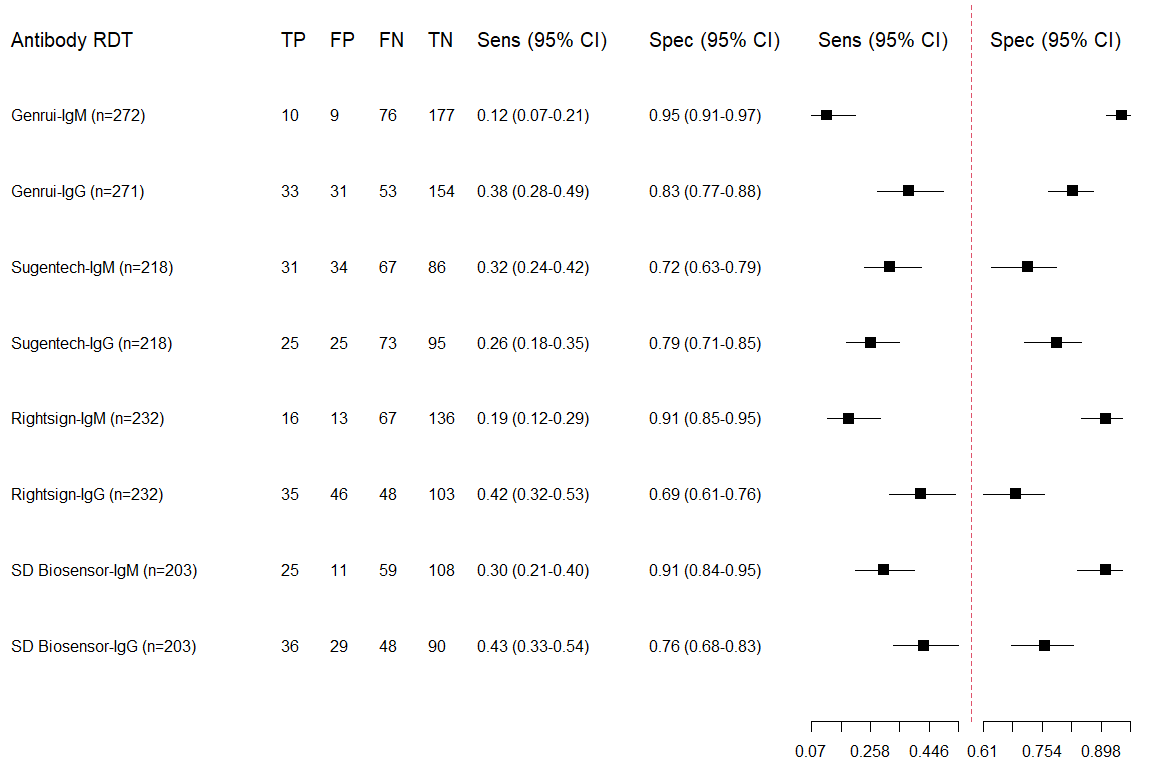 Antibody RDT TP FP FN TN Sens (95% CI) Spec (95% CI) Sens (95% CI) Spec (95% CI)
Genrui-IgM (n=272) 10 9 76 177 0.12 (0.07-0.21) 0.95 (0.91-0.97)
Genrui-IgG (n=271) 33 31 53 154 0.38 (0.28-0.49) 0.83 (0.77-0.88)
Sugentech-IgM (n=218) 31 34 67 86 0.32 (0.24-0.42) 0.72 (0.63-0.79)
Sugentech-IgG (n=218) 25 25 73 95 0.26 (0.18-0.35) 0.79 (0.71-0.85)
Rightsign-IgM (n=232) 16 13 67 136 0.19 (0.12-0.29) 0.91 (0.85-0.95)
Rightsign-IgG (n=232) 35 46 48 103 0.42 (0.32-0.53) 0.69 (0.61-0.76)
SD Biosensor-IgM (n=203) 25 11 59 108 0.30 (0.21-0.40) 0.91 (0.84-0.95)
SD Biosensor-IgG (n=203) 36 29 48 90 0.43 (0.33-0.54) 0.76 (0.68-0.83)
0.07 0.258 0.446 0.61 0.754 0.898